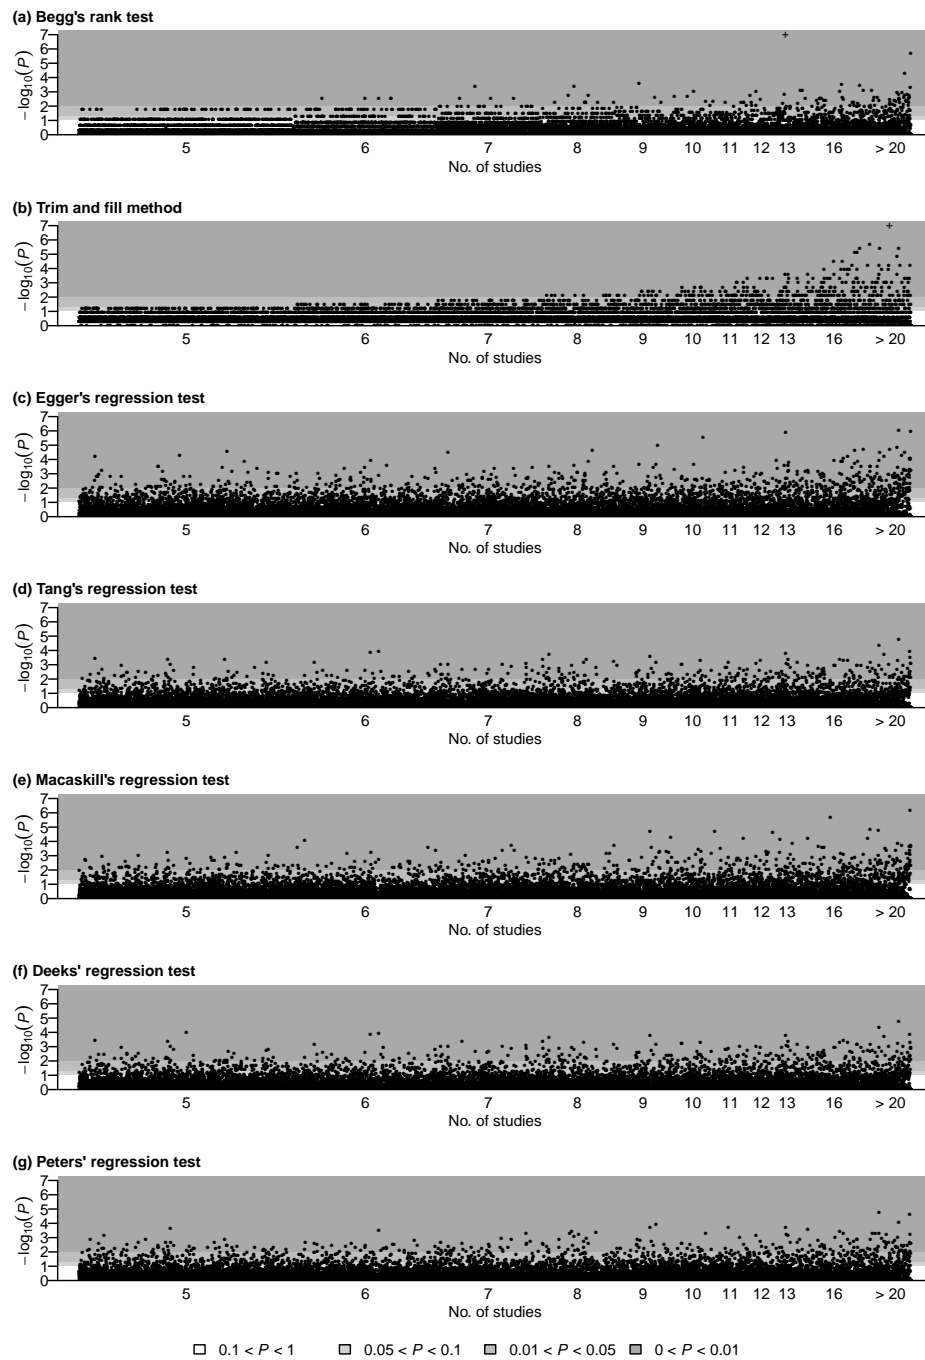 (a) Begg's rank test
7
6
5
4
3
2
1
0
−log10(P)
5 6 7 8 9 10 11 12 13 16 > 20
No. of studies
(b) Trim and fill method
7
6
5
4
3
2
1
0
−log10(P)
5 6 7 8 9 10 11 12 13 16 > 20
No. of studies
(c) Egger's regression test
7
6
5
4
3
2
1
0
−log10(P)
5 6 7 8 9 10 11 12 13 16 > 20
No. of studies
(d) Tang's regression test
7
6
5
4
3
2
1
0
−log10(P)
5 6 7 8 9 10 11 12 13 16 > 20
No. of studies
(e) Macaskill's regression test
7
6
5
4
3
2
1
0
−log10(P)
5 6 7 8 9 10 11 12 13 16 > 20
No. of studies
(f) Deeks' regression test
7
6
5
4
3
2
1
0
−log10(P)
5 6 7 8 9 10 11 12 13 16 > 20
No. of studies
(g) Peters' regression test
7
6
5
4
3
2
1
0
−log10(P)
5 6 7 8 9 10 11 12 13 16 > 20
No. of studies
0.1 < P < 1 0.05 < P < 0.1 0.01 < P < 0.05 0 < P < 0.01